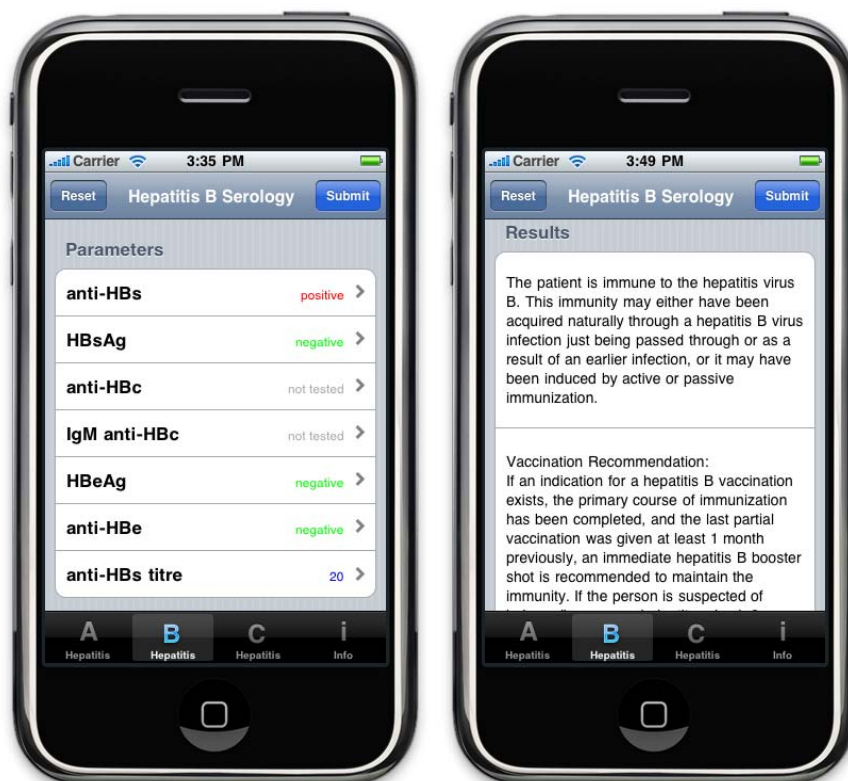 Carrier 3:35 PM
Reset Hepatitis B Serology Submit
Parameters
anti-HBs positive
HBsAg negative
anti-HBc not tested
IgM anti-HBc not tested
HBeAg negative
anti-HBe negative
anti-HBs titre 20
A B C i
Hepatitis Hepatitis Hepatitis Info
Carrier 3:49 PM
Reset Hepatitis B Serology Submit
Results
The patient is immune to the hepatitis virus
B. This immunity may either have been
acquired naturally through a hepatitis B virus
infection just being passed through or as a
result of an earlier infection, or it may have
been induced by active or passive
immunization.
Vaccination Recommendation:
If an indication for a hepatitis B vaccination
exists, the primary course of immunization
has been completed, and the last partial
vaccination was given at least 1 month
previously, an immediate hepatitis B booster
shot is recommended to maintain the
immunity. If the person is suspected of
A B C i
Hepatitis Hepatitis Hepatitis Info